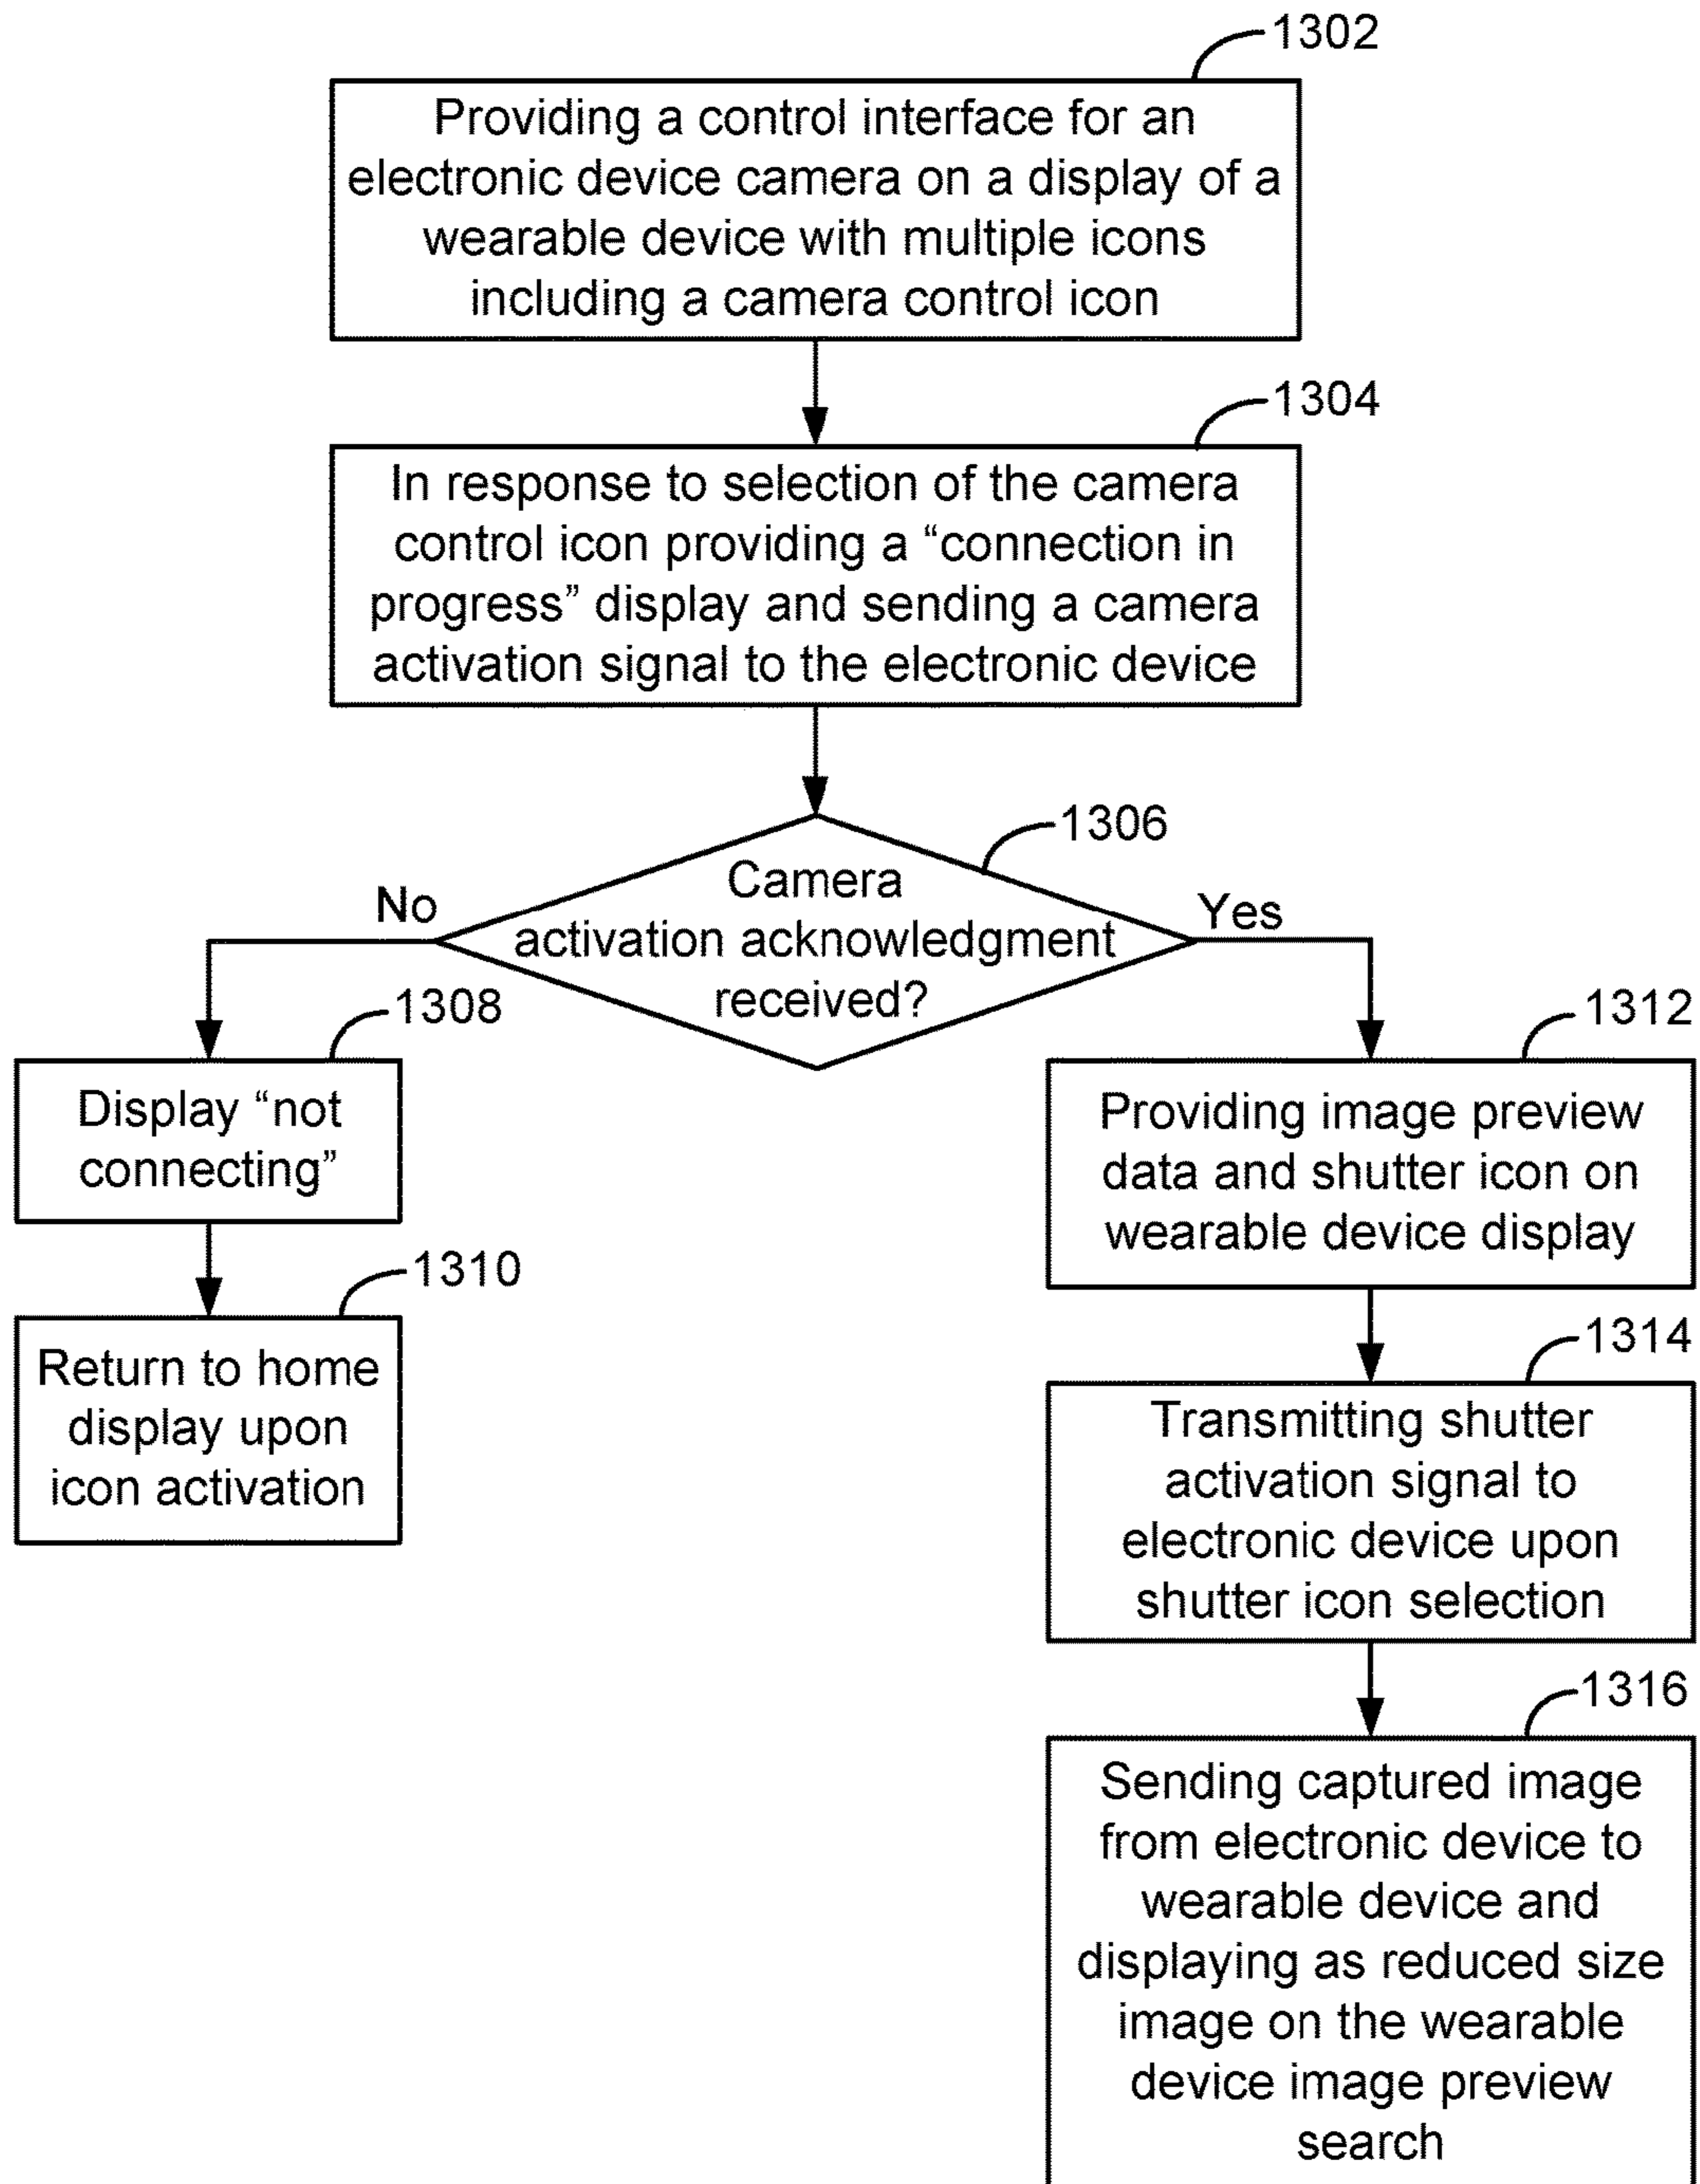 1302
Providing a control interface for an
electronic device camera on a display of a
wearable device with multiple icons
including a camera control icon
1304
In response to selection of the camera
control icon providing a “connection in
progress” display and sending a camera
activation signal to the electronic device
1306
Camera
activation acknowledgment
received?
No
Yes
1308
Display “not
connecting”
1310
Return to home
display upon
icon activation
1312
Providing image preview
data and shutter icon on
wearable device display
1314
Transmitting shutter
activation signal to
electronic device upon
shutter icon selection
1316
Sending captured image
from electronic device to
wearable device and
displaying as reduced size
image on the wearable
device image preview
search